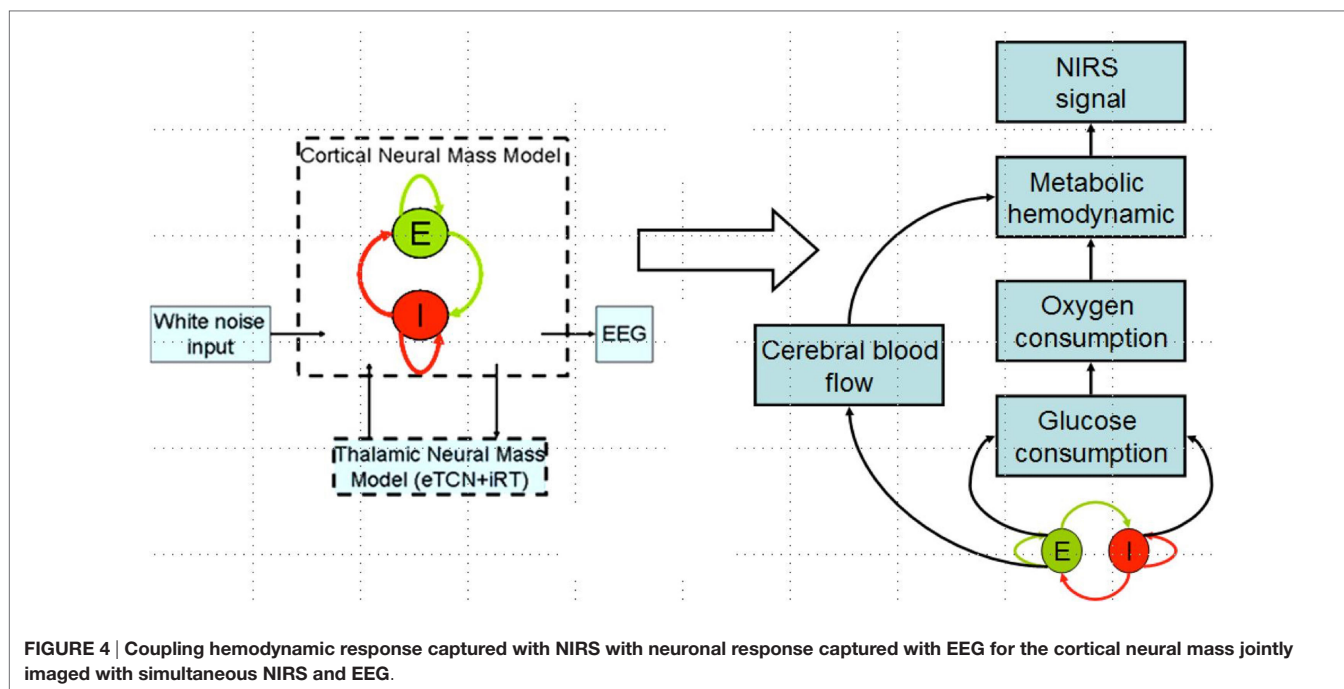 Cortical Neural Mass Model
E
I
White noise
input
EEG
Thalamic Neural Mass
Model (eTCN+iRT)
NIRS
signal
Metabolic
hemodynamic
Oxygen
consumption
Cerebral blood
flow
Glucose
consumption
E
I
FIGURE 4 | Coupling hemodynamic response captured with NIRS with neuronal response captured with EEG for the cortical neural mass jointly
imaged with simultaneous NIRS and EEG.